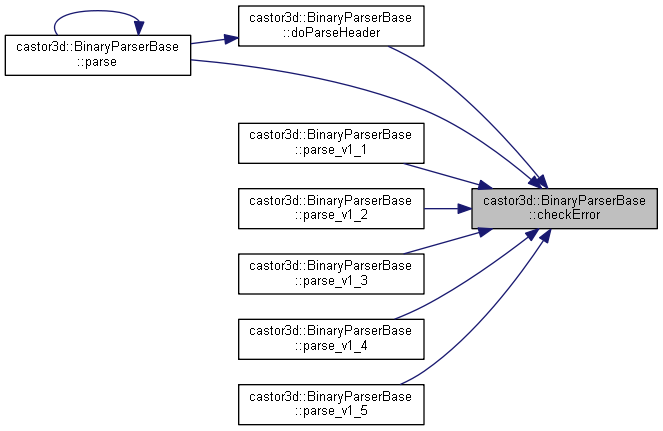 castor3d::BinaryParserBase
::doParseHeader
castor3d::BinaryParserBase
::parse
castor3d::BinaryParserBase
::parse_v1_1
castor3d::BinaryParserBase
::parse_v1_2
castor3d::BinaryParserBase
::checkError
castor3d::BinaryParserBase
::parse_v1_3
castor3d::BinaryParserBase
::parse_v1_4
castor3d::BinaryParserBase
::parse_v1_5